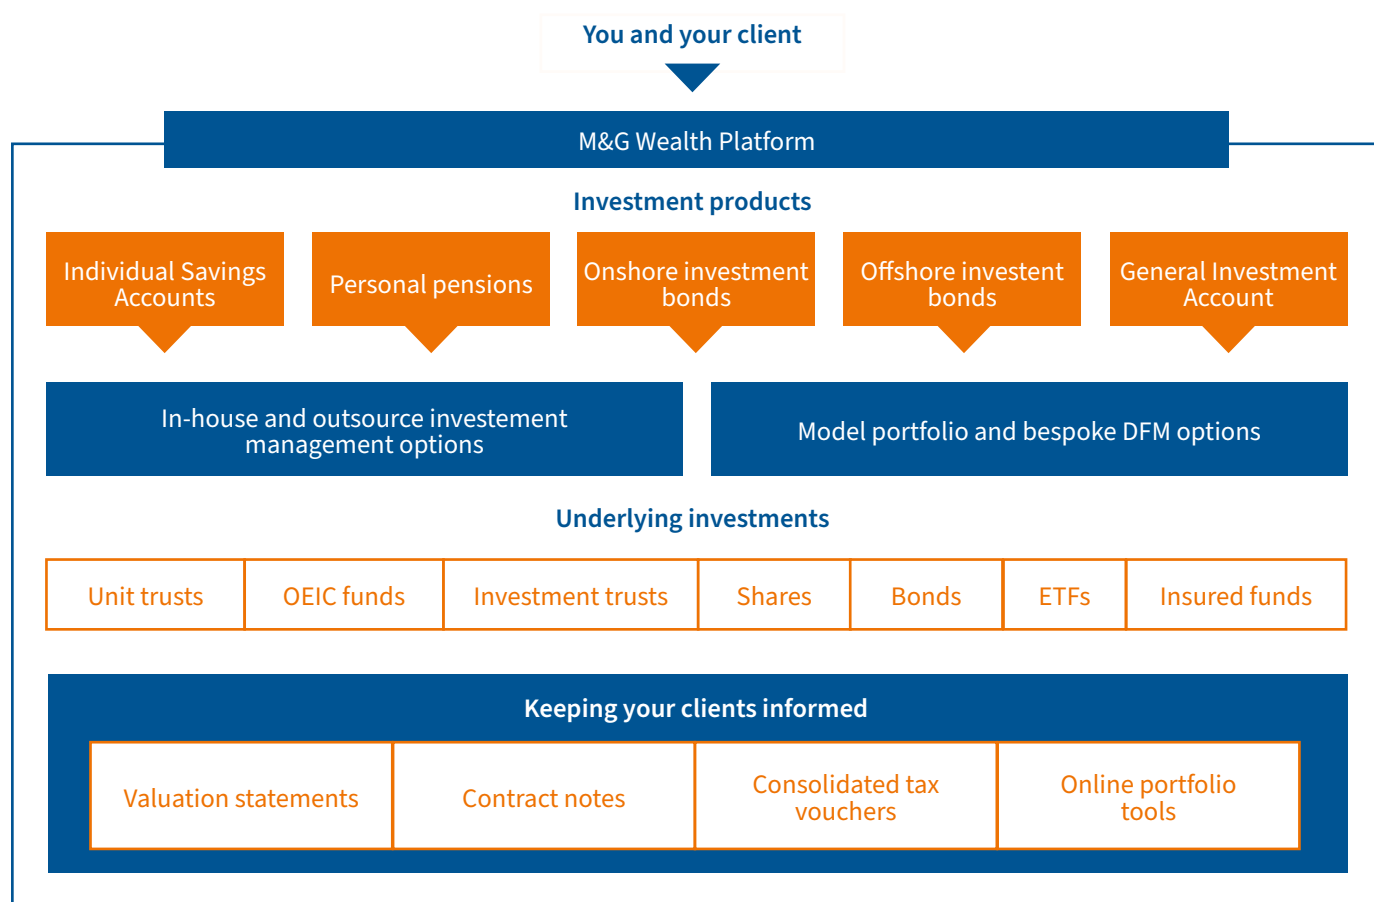 You and your client
M&G Wealth Platform
Investment products
Individual Savings
Accounts
Personal pensions
Onshore investment
bonds
Offshore investent
bonds
General Investment
Account
In-house and outsource investement
management options
Model portfolio and bespoke DFM options
Underlying investments
Unit trusts
OEIC funds
Investment trusts
Shares
Bonds
ETFs
Insured funds
Keeping your clients informed
Valuation statements
Contract notes
Consolidated tax
vouchers
Online portfolio
tools